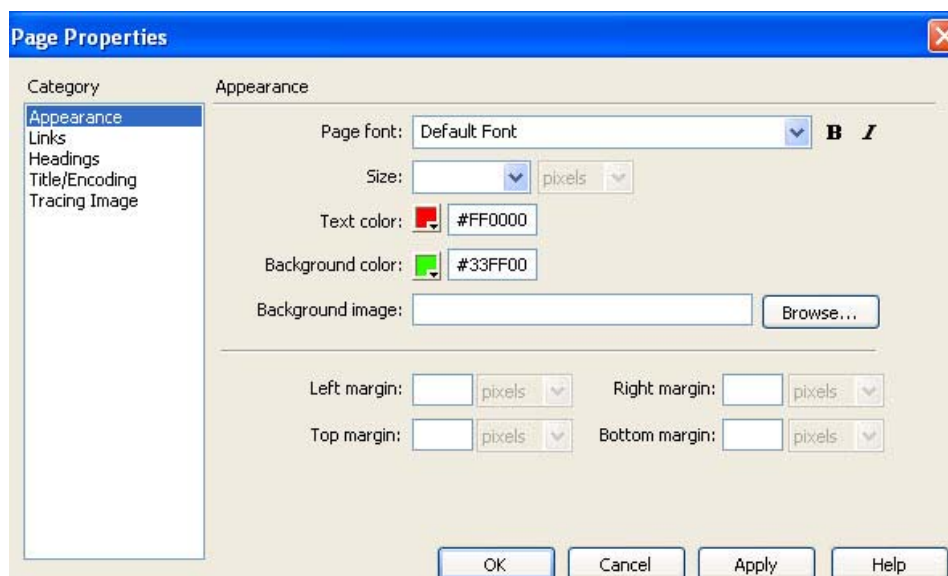 Page Properties
Category
Appearance
Links
Headings
Title/Encoding
Tracing Image
Appearance
Page font: Default Font B I
Size: pixels
Text color: #FF0000
Background color: #33FF00
Background image: Browse...
Left margin: pixels Right margin: pixels
Top margin: pixels Bottom margin: pixels
OK Cancel Apply Help